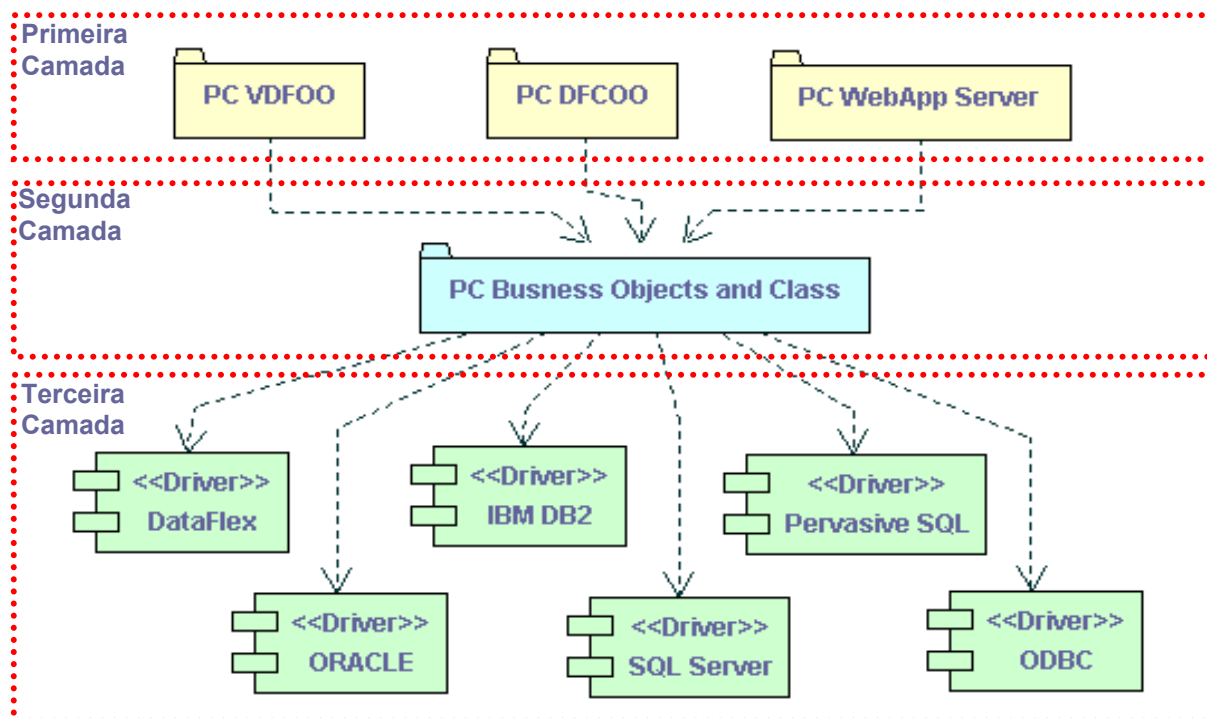 Primeira
Camada
PC VDFOO
PC DFCOO
PC WebApp Server
Segunda
Camada
PC Busness Objects and Class
Terceira
Camada
<<Driver>>
DataFlex
<<Driver>>
IBM DB2
<<Driver>>
Pervasive SQL
<<Driver>>
ORACLE
<<Driver>>
SQL Server
<<Driver>>
ODBC